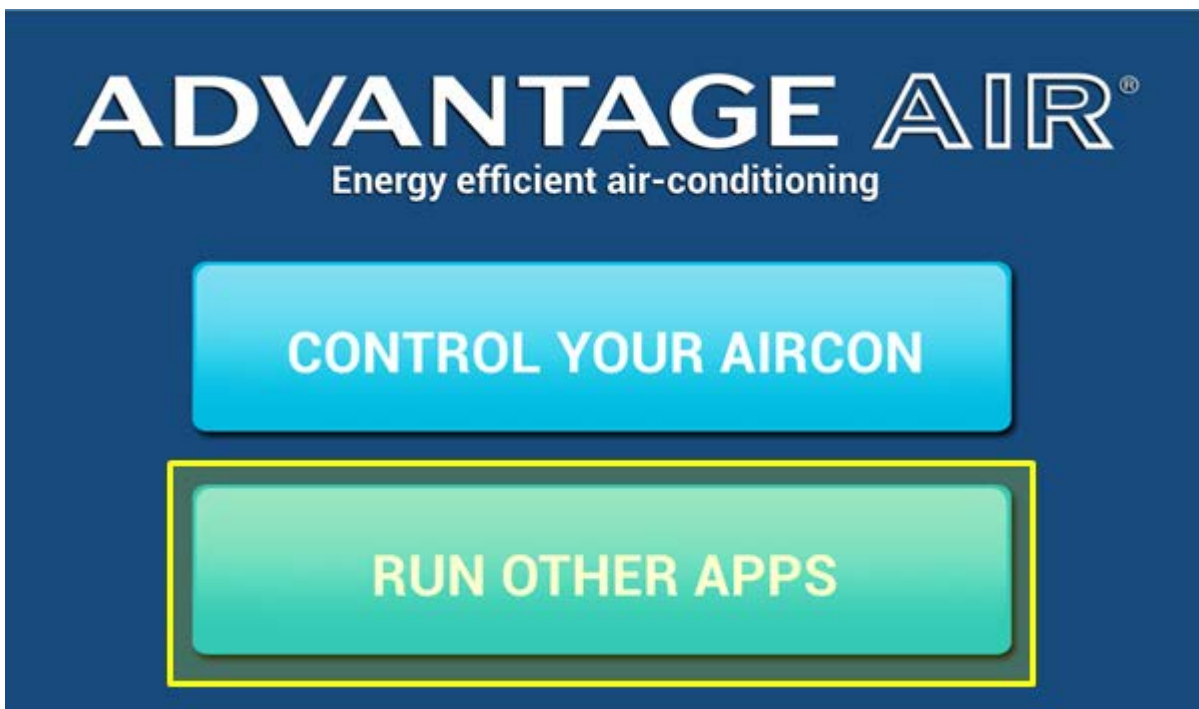 ADVANTAGE AIR®
Energy efficient air-conditioning
CONTROL YOUR AIRCON
RUN OTHER APPS